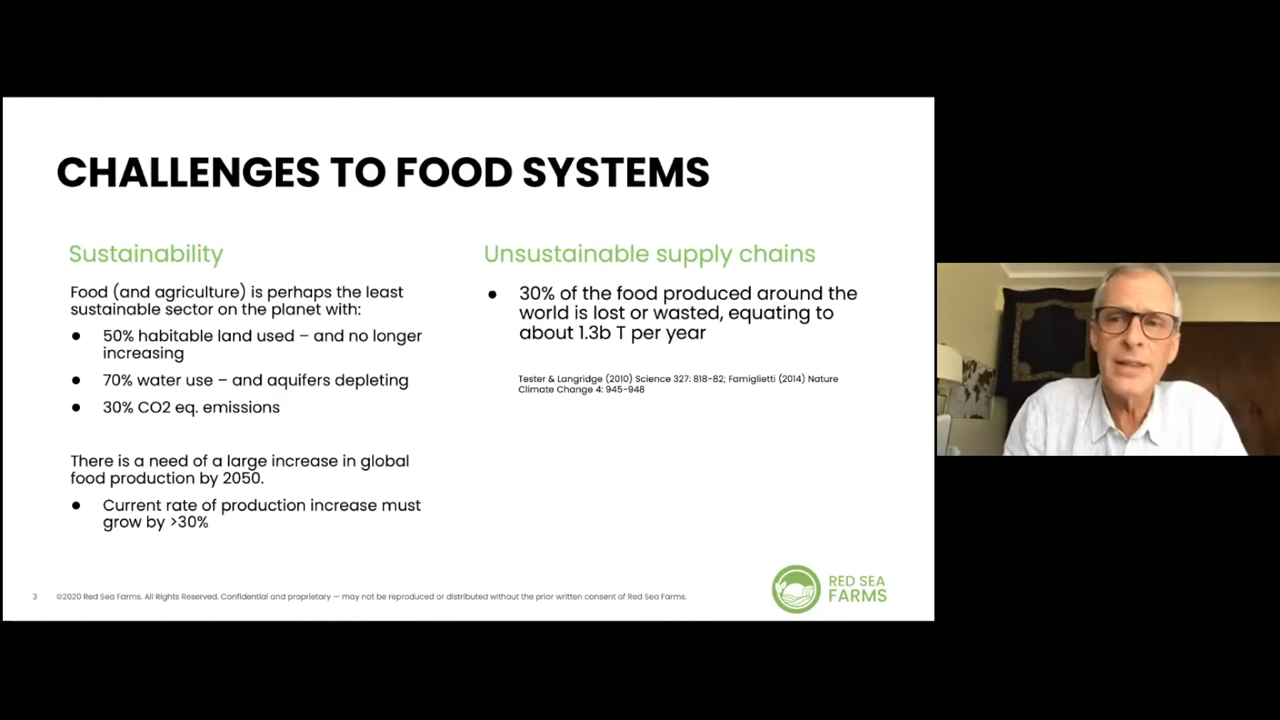 CHALLENGES TO FOOD SYSTEMS
Sustainability
Food (and agriculture) is perhaps the least
sustainable sector on the planet with:
● 50% habitable land used – and no longer
increasing
● 70% water use – and aquifers depleting
● 30% CO2 eq. emissions
There is a need of a large increase in global
food production by 2050.
● Current rate of production increase must
grow by >30%
Unsustainable supply chains
● 30% of the food produced around the
world is lost or wasted, equating to
about 1.3b T per year
Tester & Langridge (2010) Science 327: 818-82; Famiglietti (2014) Nature
Climate Change 4: 945-948
3 ©2020 Red Sea Farms. All Rights Reserved. Confidential and proprietary — may not be reproduced or distributed without the prior written consent of Red Sea Farms.
RED SEA
FARMS